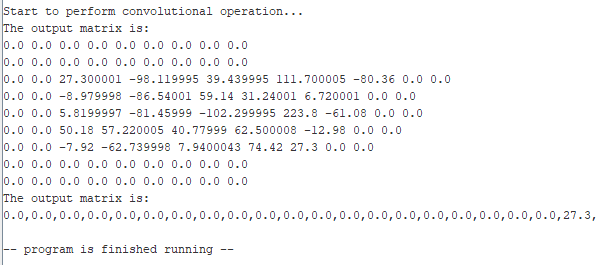 Start to perform convolutional operation...
The output matrix is:
0.0 0.0 0.0 0.0 0.0 0.0 0.0 0.0 0.0
0.0 0.0 0.0 0.0 0.0 0.0 0.0 0.0 0.0
0.0 0.0 27.300001 -98.119995 39.439995 111.700005 -80.36 0.0 0.0
0.0 0.0 -8.979998 -86.54001 59.14 31.24001 6.720001 0.0 0.0
0.0 0.0 5.8199997 -81.45999 -102.299995 223.8 -61.08 0.0 0.0
0.0 0.0 50.18 57.220005 40.77999 62.500008 -12.98 0.0 0.0
0.0 0.0 -7.92 -62.739998 7.9400043 74.42 27.3 0.0 0.0
0.0 0.0 0.0 0.0 0.0 0.0 0.0 0.0 0.0
0.0 0.0 0.0 0.0 0.0 0.0 0.0 0.0 0.0
The output matrix is:
0.0,0.0,0.0,0.0,0.0,0.0,0.0,0.0,0.0,0.0,0.0,0.0,0.0,0.0,0.0,0.0,0.0,0.0,0.0,0.0,27.3,
-- program is finished running --